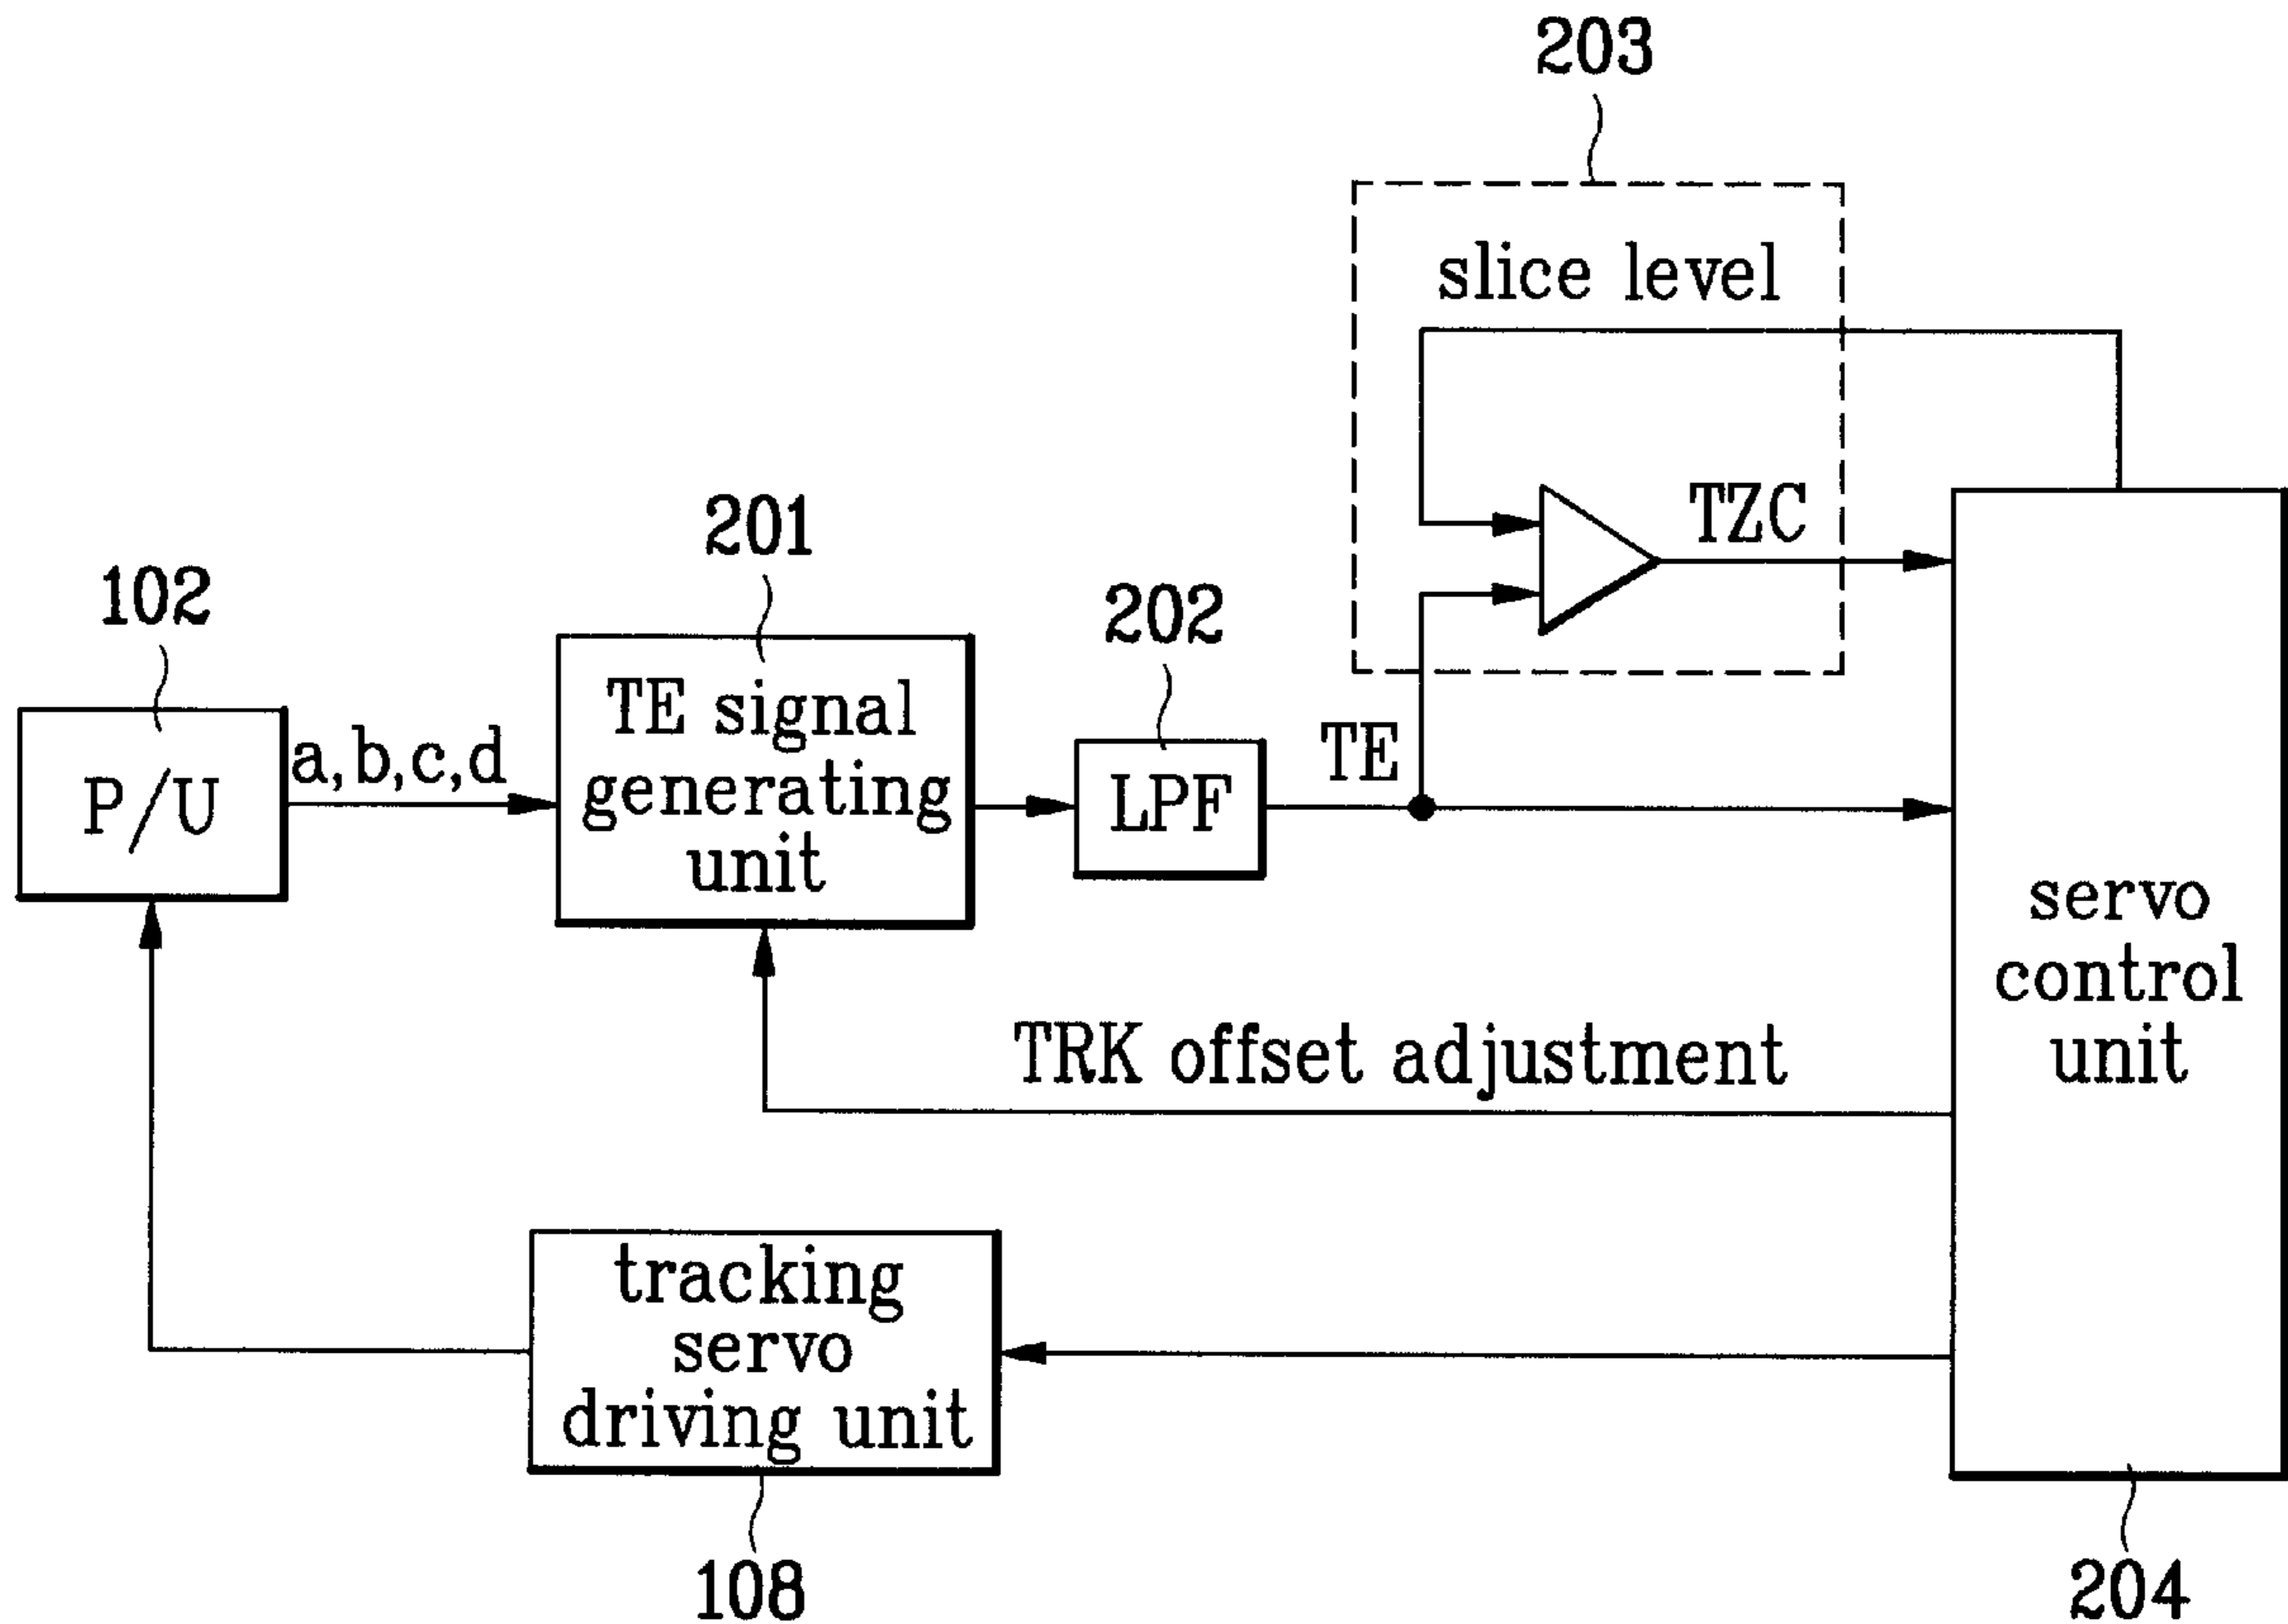 203
slice level
TZC
201
202
102
TE signal
generating
unit
a,b,c,d
P/U
LPF
TE
servo
control
unit
TRK offset adjustment
tracking
servo
driving unit
108
204